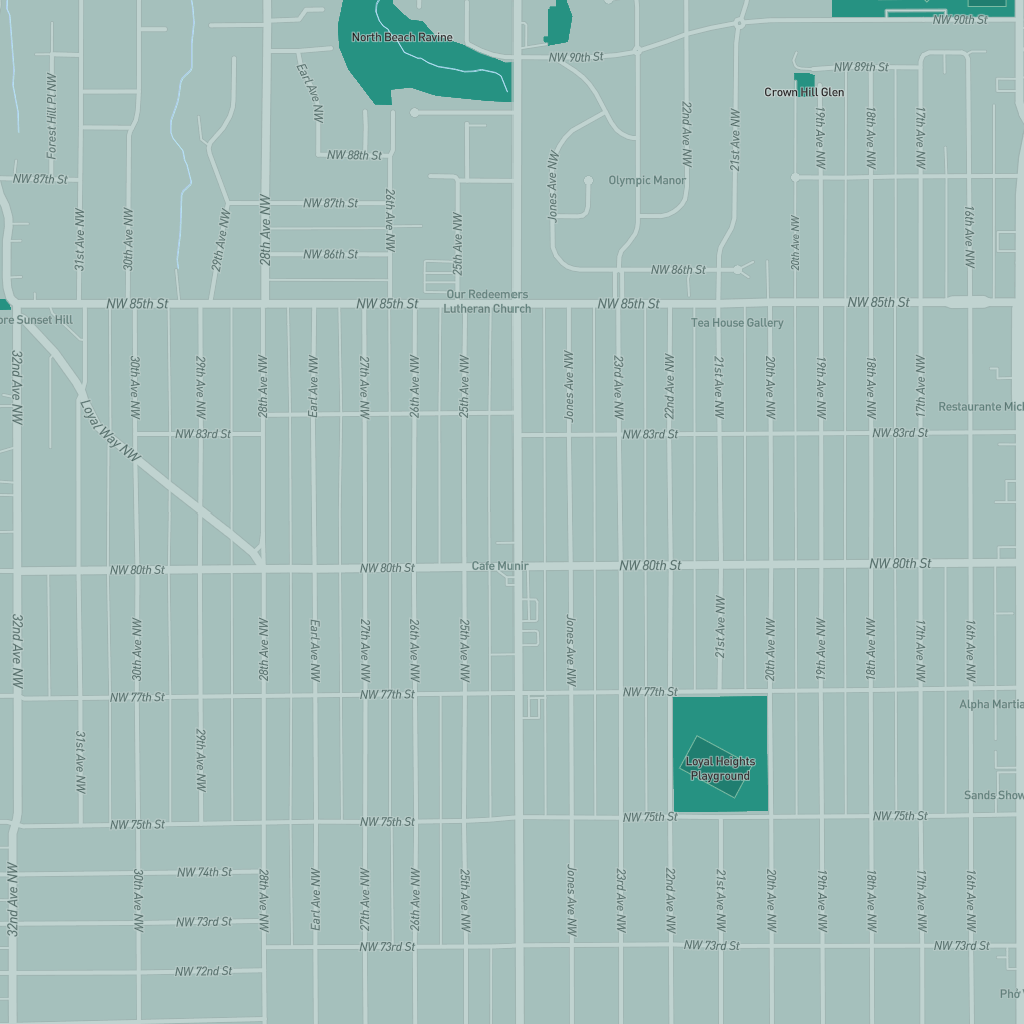 NW 90th St
North Beach Ravine
NW 90th St
NW 89th St
Earl Ave NW
Crown Hill Glen
Forest Hill Pl NW
22nd Ave NW
21st Ave NW
19th Ave NW
18th Ave NW
17th Ave NW
NW 88th St
NW 87th St
Olympic Manor
Jones Ave NW
NW 87th St
26th Ave NW
31st Ave NW
30th Ave NW
29th Ave NW
28th Ave NW
25th Ave NW
20th Ave NW
16th Ave NW
NW 86th St
NW 86th St
Our Redeemers
Lutheran Church
NW 85th St
NW 85th St
NW 85th St
NW 85th St
ore Sunset Hill
Tea House Gallery
32nd Ave NW
30th Ave NW
29th Ave NW
28th Ave NW
Earl Ave NW
27th Ave NW
26th Ave NW
25th Ave NW
Jones Ave NW
23rd Ave NW
22nd Ave NW
21st Ave NW
20th Ave NW
19th Ave NW
18th Ave NW
17th Ave NW
Restaurante Mich
Loyal Way NW
NW 83rd St
NW 83rd St
NW 83rd St
NW 80th St
NW 80th St
Cafe Munir
NW 80th St
NW 80th St
32nd Ave NW
30th Ave NW
28th Ave NW
Earl Ave NW
27th Ave NW
26th Ave NW
25th Ave NW
Jones Ave NW
21st Ave NW
20th Ave NW
19th Ave NW
18th Ave NW
17th Ave NW
16th Ave NW
NW 77th St
NW 77th St
NW 77th St
Alpha Martia
31st Ave NW
29th Ave NW
Loyal Heights
Playground
Sands Show
NW 75th St
NW 75th St
NW 75th St
NW 75th St
NW 74th St
32nd Ave NW
30th Ave NW
28th Ave NW
Earl Ave NW
27th Ave NW
26th Ave NW
25th Ave NW
Jones Ave NW
23rd Ave NW
22nd Ave NW
21st Ave NW
20th Ave NW
19th Ave NW
18th Ave NW
17th Ave NW
16th Ave NW
NW 73rd St
NW 73rd St
NW 73rd St
NW 73rd St
NW 72nd St
Phở